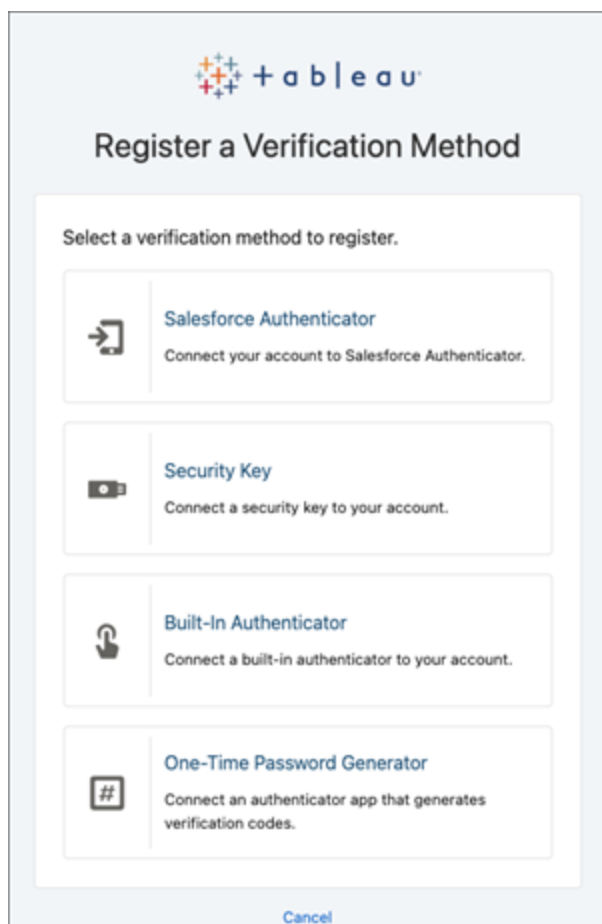 +ableau
Register a Verification Method
Select a verification method to register.
Salesforce Authenticator
Connect your account to Salesforce Authenticator.
Security Key
Connect a security key to your account.
Built-In Authenticator
Connect a built-in authenticator to your account.
#
One-Time Password Generator
Connect an authenticator app that generates
verification codes.
Cancel